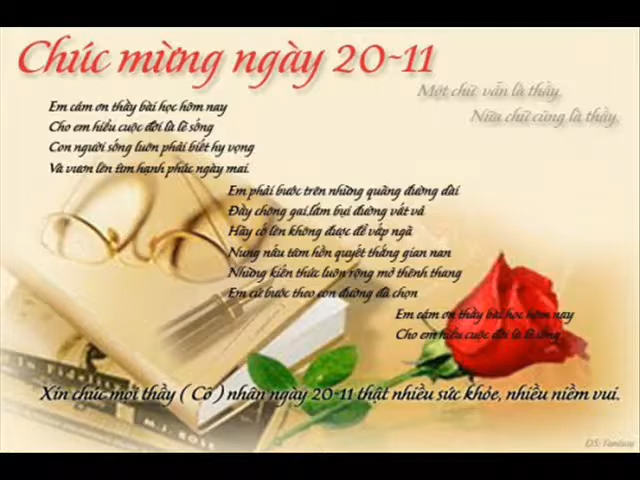 Chúc mừng ngày 20-11
Một chữ vẫn là thầy,
Nửa chữ cũng là thầy,
Em cám ơn thầy bài học hôm nay
Cho em hiểu cuộc đời là lẽ sống
Con người sống luôn phải biết hy vọng
Và vươn lên tìm hạnh phúc ngày mai.
Em phải bước trên những quãng đường dài
Đầy chông gai,lấm bụi đường vất vả
Hãy cố lên không được để vấp ngã
Nung nấu tâm hồn quyết thắng gian nan
Những kiến thức luôn rộng mở thênh thang
Em cứ bước theo con đường đã chọn
Em cám ơn thầy bài học hôm nay
Cho em hiểu cuộc đời là lẽ sống
Xin chúc mọi thầy ( Cô ) nhân ngày 20-11 thật nhiều sức khỏe, nhiều niềm vui.